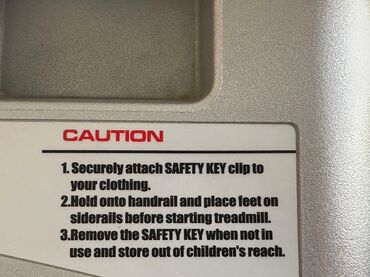 CAUTION
1. Securely attach SAFETY KEY clip to
your clothing.
2.Hold onto handrail and place feet on
siderails before starting treadmill.
3.Remove the SAFETY KEY when not in
use and store out of children's reach.